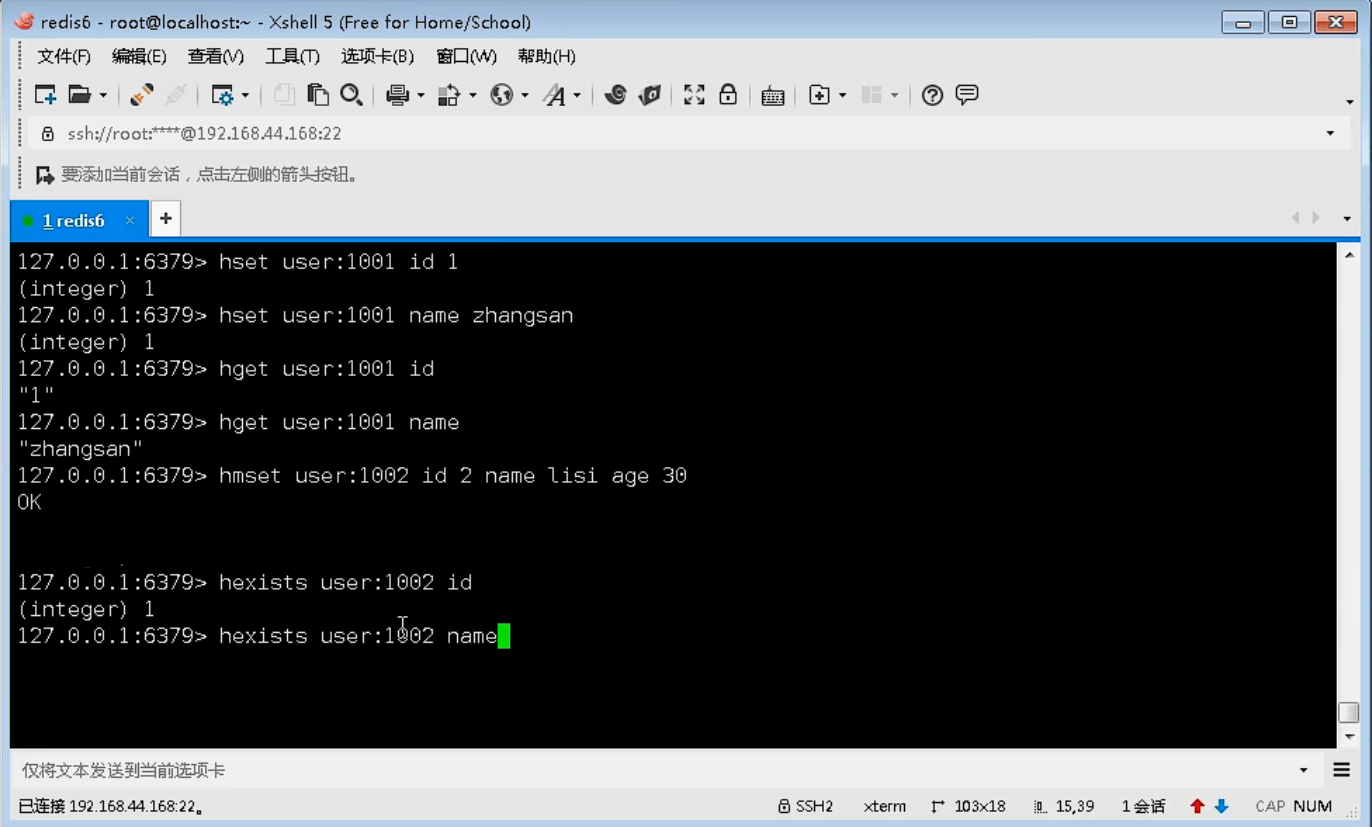 redis6 - root@localhost:~ - Xshell 5 (Free for Home/School)
文件(F) 编辑(E) 查看(V) 工具(T) 选项卡(B) 窗口(W) 帮助(H)
ssh://root:****@192.168.44.168:22
要添加当前会话，点击左侧的箭头按钮。
1 redis6 × +
127.0.0.1:6379> hset user:1001 id 1
(integer) 1
127.0.0.1:6379> hset user:1001 name zhangsan
(integer) 1
127.0.0.1:6379> hget user:1001 id
"1"
127.0.0.1:6379> hget user:1001 name
"zhangsan"
127.0.0.1:6379> hmset user:1002 id 2 name lisi age 30
OK
127.0.0.1:6379> hexists user:1002 id
(integer) 1
127.0.0.1:6379> hexists user:1002 name
仅将文本发送到当前选项卡
已连接 192.168.44.168:22。 SSH2 xterm 103x18 15,39 1会话 CAP NUM